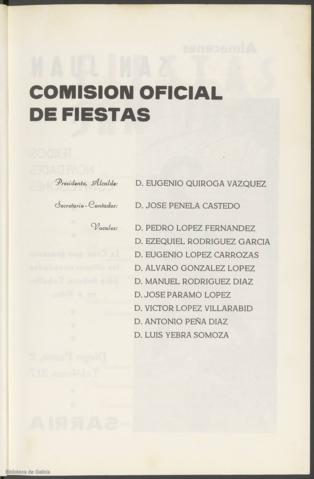 COMISION OFICIAL
DE FIESTAS
Presidente, Alcalde: D. EUGENIO QUIROGA VAZQUEZ
Secretario-Contador: D. JOSE PENELA CASTEDO
Vocales: D. PEDRO LOPEZ FERNANDEZ
D. EZEQUIEL RODRIGUEZ GARCIA
D. EUGENIO LOPEZ CARROZAS
D. ALVARO GONZALEZ LOPEZ
D. MANUEL RODRIGUEZ DIAZ
D. JOSE PARAMO LOPEZ
D. VICTOR LOPEZ VILLARABID
D. ANTONIO PEÑA DIAZ
D. LUIS YEBRA SOMOZA
Biblioteca de Galicia